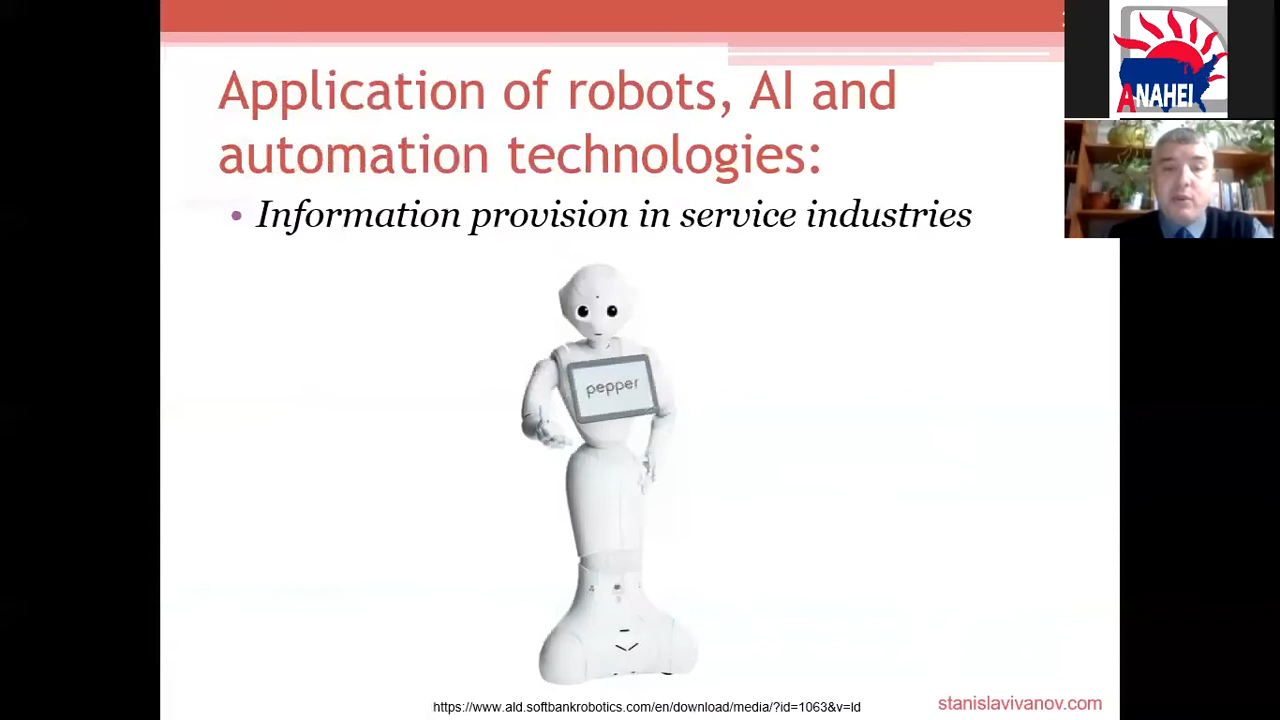 Application of robots, AI and
automation technologies:
• Information provision in service industries
pepper
https://www.ald.softbankrobotics.com/en/download/media/?id=1063&v=ld
stanislavivanov.com
ANAHEI